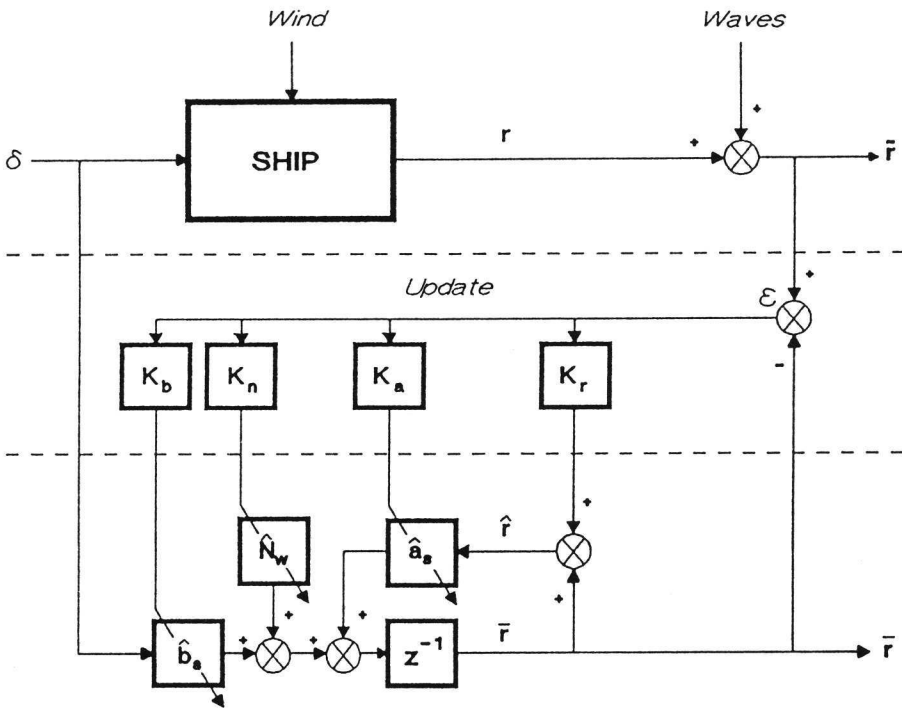 Wind
Waves
δ
SHIP
r
+
+
r̄
+
Update
ε
-
K_b
K_n
K_a
K_r
+
r̂
N̂_w
â_s
+
+
+
+
+
b̂_s
z⁻¹
r̄
r̄